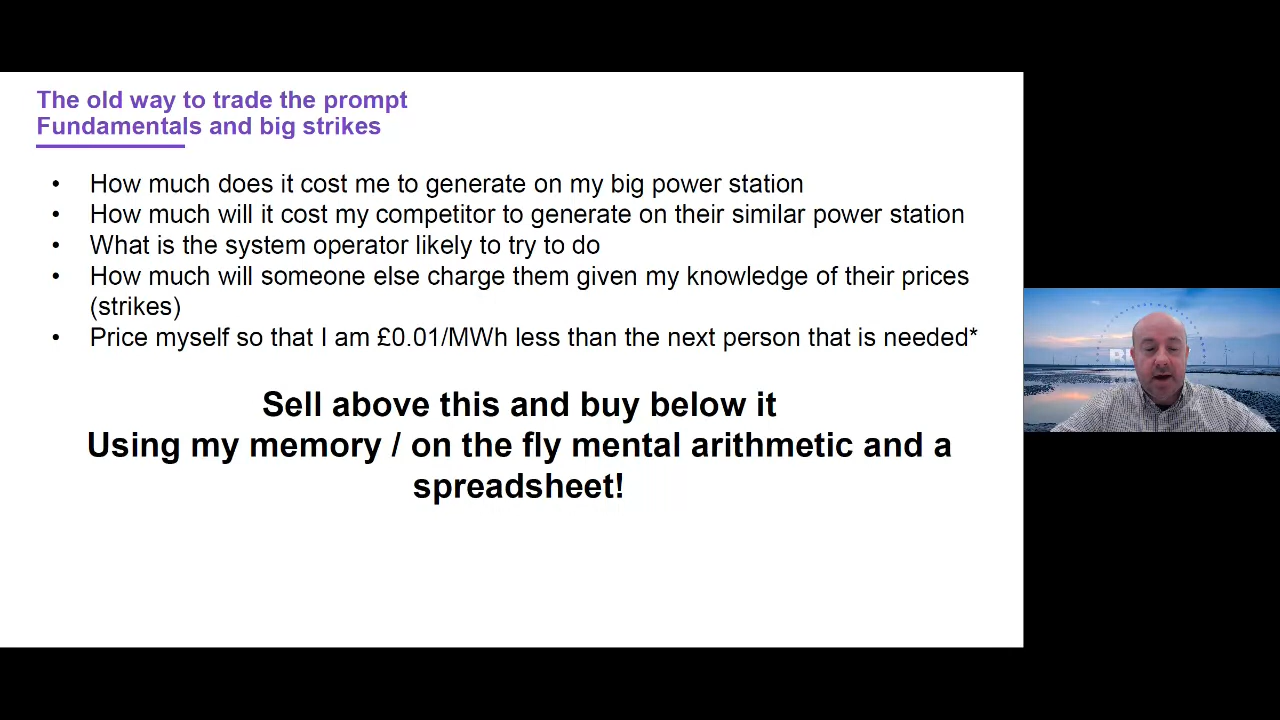 The old way to trade the prompt
Fundamentals and big strikes
• How much does it cost me to generate on my big power station
• How much will it cost my competitor to generate on their similar power station
• What is the system operator likely to try to do
• How much will someone else charge them given my knowledge of their prices
(strikes)
• Price myself so that I am £0.01/MWh less than the next person that is needed*
Sell above this and buy below it
Using my memory / on the fly mental arithmetic and a
spreadsheet!